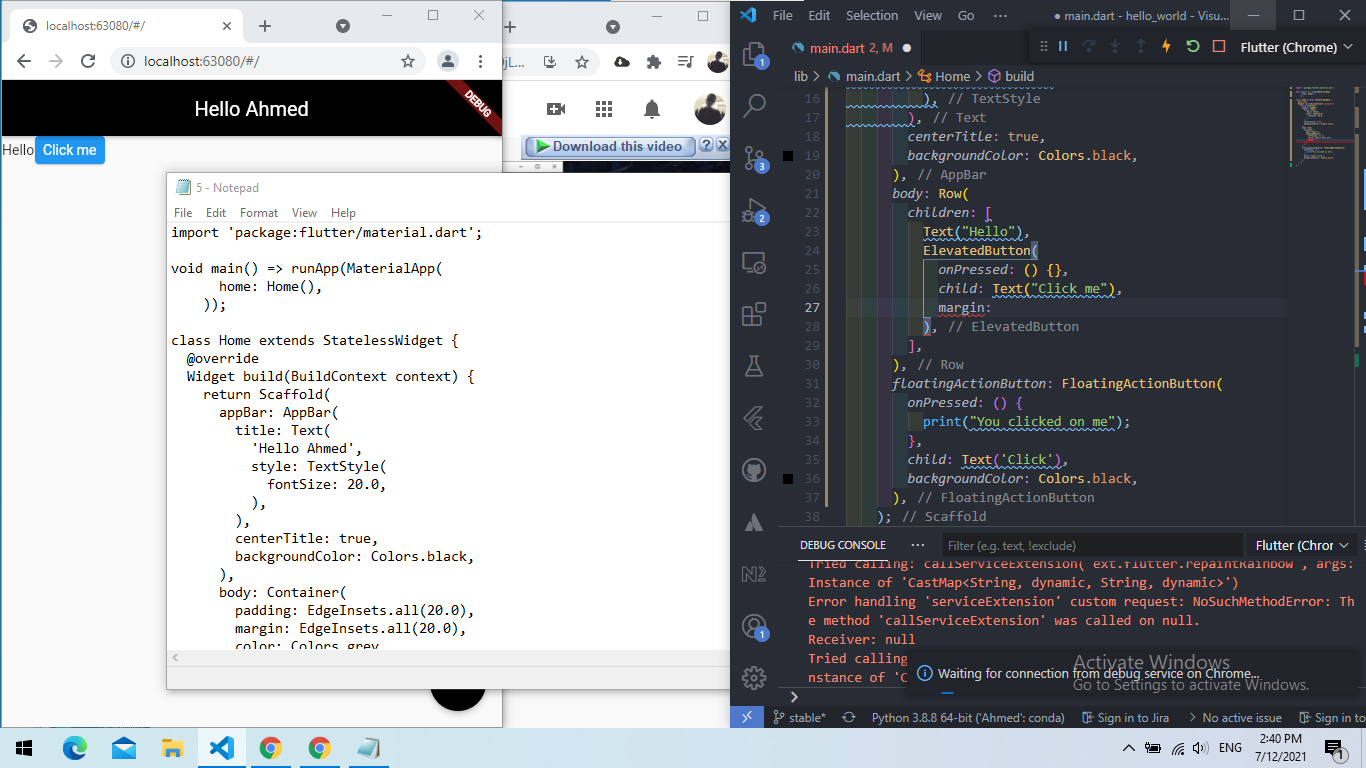 localhost:63080/#/
localhost:63080/#/
Hello Ahmed
DEBUG
Hello
Click me
Download this video
5 - Notepad
File Edit Format View Help
import 'package:flutter/material.dart';
void main() => runApp(MaterialApp(
home: Home(),
));
class Home extends StatelessWidget {
@override
Widget build(BuildContext context) {
return Scaffold(
appBar: AppBar(
title: Text(
'Hello Ahmed',
style: TextStyle(
fontSize: 20.0,
),
),
centerTitle: true,
backgroundColor: Colors.black,
),
body: Container(
padding: EdgeInsets.all(20.0),
margin: EdgeInsets.all(20.0),
color: Colors.grey
File Edit Selection View Go ··· ● main.dart - hello_world - Visu...
main.dart 2, M ●
Flutter (Chrome)
lib > main.dart > Home > build
16 ), // TextStyle
17 ), // Text
18 centerTitle: true,
19 backgroundColor: Colors.black,
20 ), // AppBar
21 body: Row(
22 children: [
23 Text("Hello"),
24 ElevatedButton(
25 onPressed: () {},
26 child: Text("Click me"),
27 margin:
28 ), // ElevatedButton
29 ],
30 ), // Row
31 floatingActionButton: FloatingActionButton(
32 onPressed: () {
33 print("You clicked on me");
34 },
35 child: Text('Click'),
36 backgroundColor: Colors.black,
37 ), // FloatingActionButton
38 ); // Scaffold
1
3
2
1
DEBUG CONSOLE ··· Filter (e.g. text, !exclude) Flutter (Chror
Tried calling: callServiceExtension("ext.flutter.repaintRainbow", args:
Instance of 'CastMap<String, dynamic, String, dynamic>')
Error handling 'serviceExtension' custom request: NoSuchMethodError: Th
e method 'callServiceExtension' was called on null.
Receiver: null
Tried calling
nstance of 'C
Waiting for connection from debug service on Chrome...
Activate Windows
Go to Settings to activate Windows.
stable* Python 3.8.8 64-bit ('Ahmed': conda) Sign in to Jira No active issue Sign in to
ENG
2:40 PM
7/12/2021
1